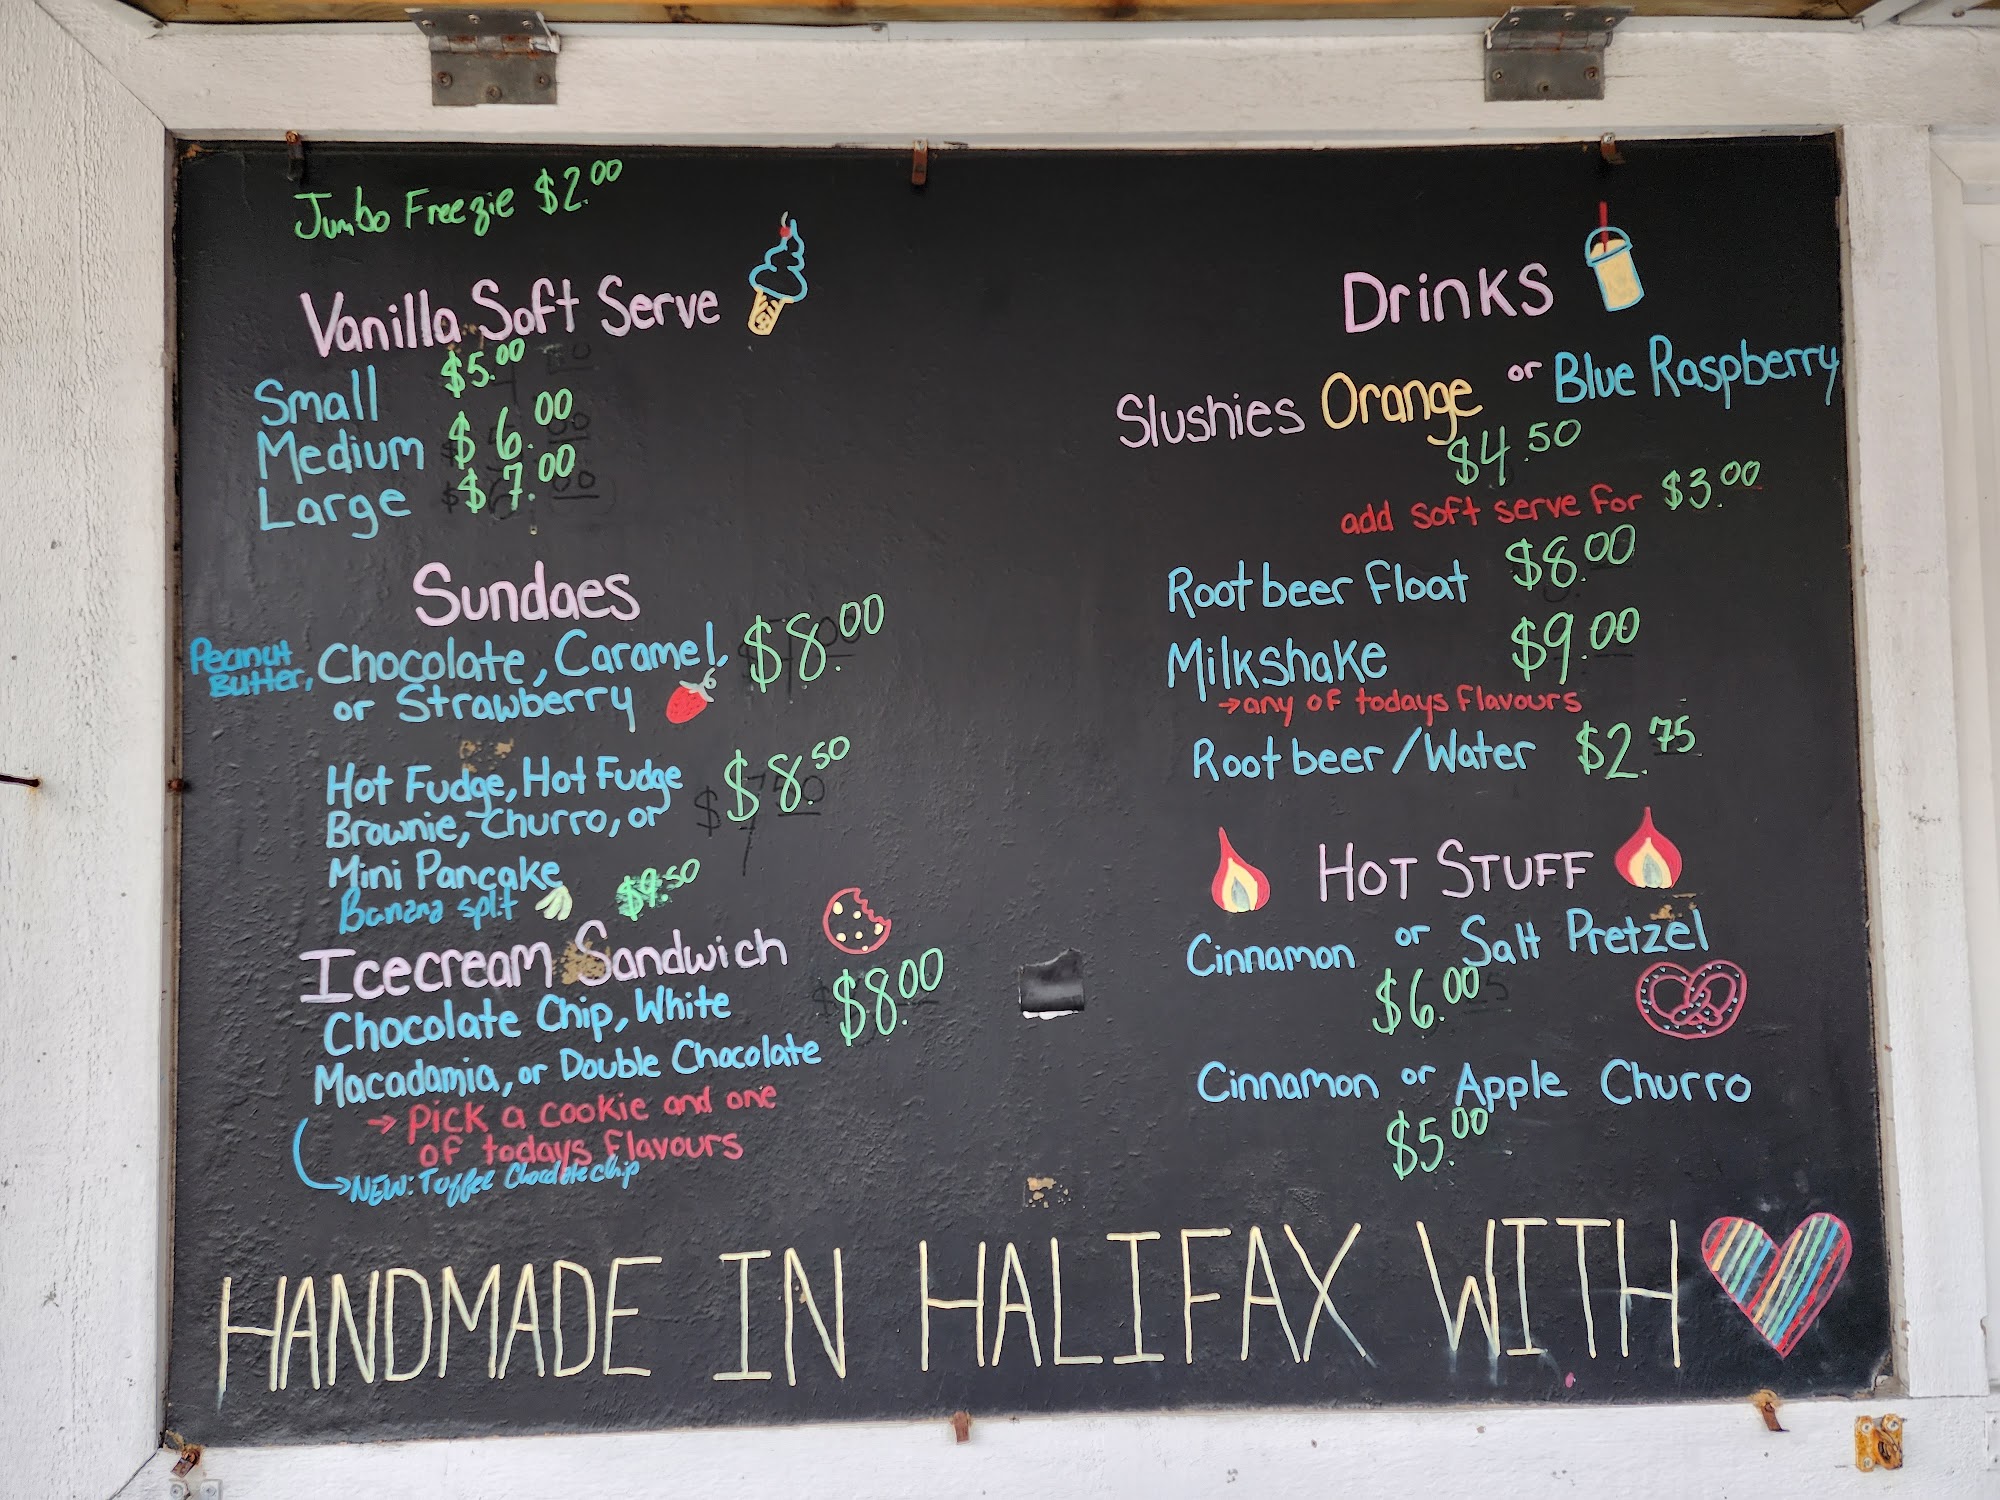 Jumbo Freezie $2.00
Vanilla Soft Serve
Small $5.00
Medium $6.00
Large $7.00
Sundaes
Peanut Butter, Chocolate, Caramel, $8.00
or Strawberry
Hot Fudge, Hot Fudge $8.50
Brownie, Churro, or
Mini Pancake
Banana split $9.50
Icecream Sandwich
Chocolate Chip, White $8.00
Macadamia, or Double Chocolate
→ Pick a cookie and one
of todays flavours
→ NEW: Toffee Chocolate chip
Drinks
Slushies Orange or Blue Raspberry
$4.50
add soft serve for $3.00
Root beer float $8.00
Milkshake $9.00
→ any of todays flavours
Root beer/Water $2.75
HOT STUFF
Cinnamon or Salt Pretzel
$6.00
Cinnamon or Apple Churro
$5.00
HANDMADE IN HALIFAX WITH